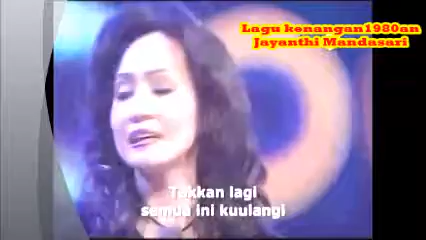 Lagu kenangan1980an
Jayanthi Mandasari
Takkan lagi
semua ini kuulangi